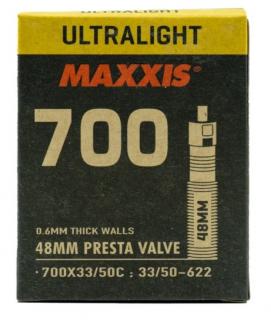 ULTRALIGHT
MAXXIS®
700
48MM
0.6MM THICK WALLS
48MM PRESTA VALVE
·700X33/50C : 33/50-622